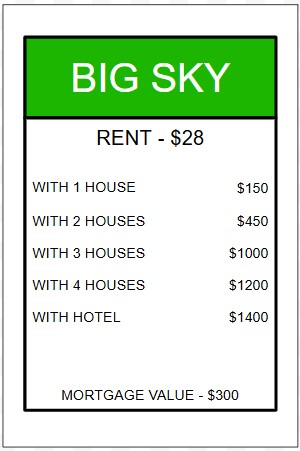 BIG SKY
RENT - $28
WITH 1 HOUSE $150
WITH 2 HOUSES $450
WITH 3 HOUSES $1000
WITH 4 HOUSES $1200
WITH HOTEL $1400
MORTGAGE VALUE - $300